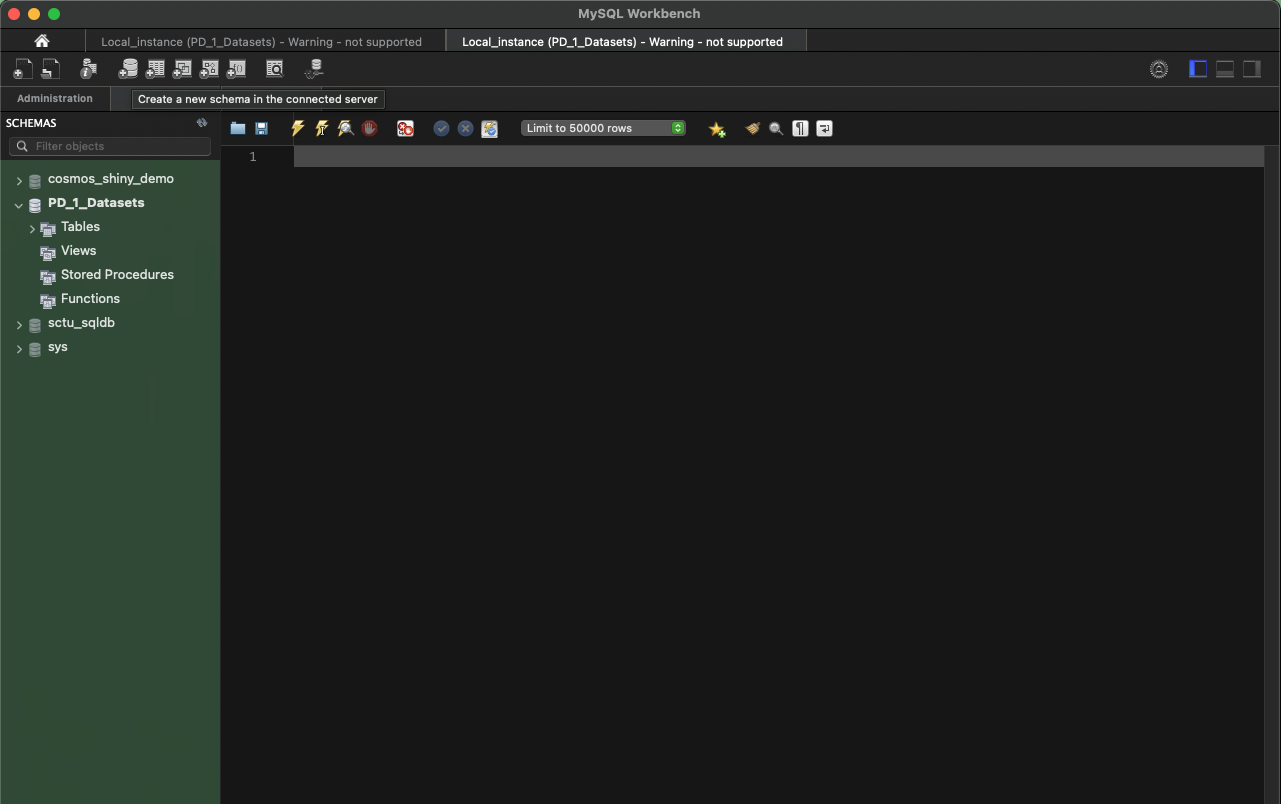 MySQL Workbench
Local_instance (PD_1_Datasets) - Warning - not supported
Local_instance (PD_1_Datasets) - Warning - not supported
Administration
Create a new schema in the connected server
SCHEMAS
Limit to 50000 rows
Filter objects
1
cosmos_shiny_demo
PD_1_Datasets
Tables
Views
Stored Procedures
Functions
sctu_sqldb
sys